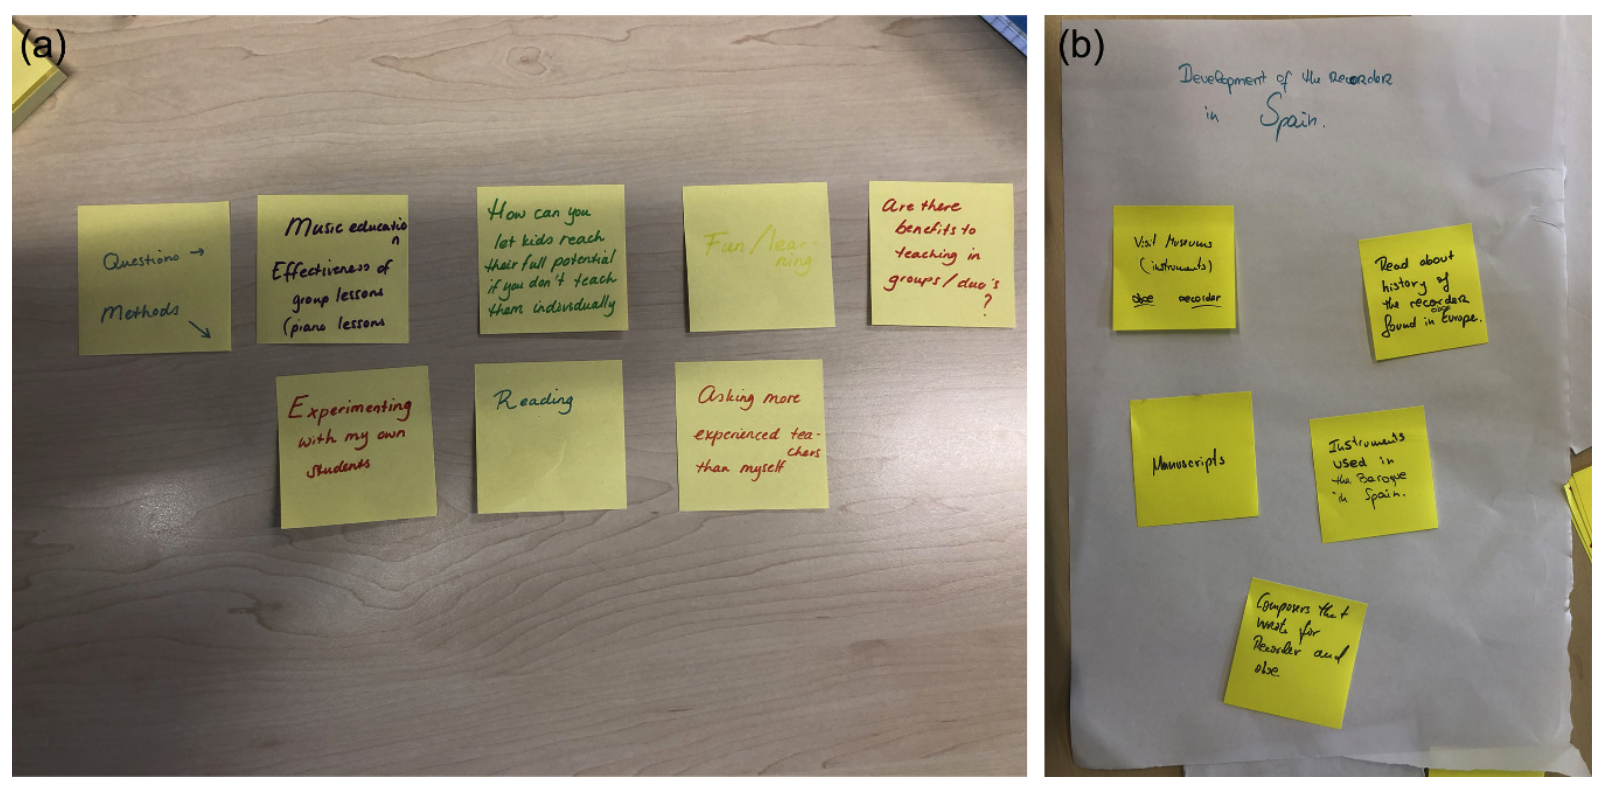 (a)
Questions →
Methods ↘
Music educatio
n
Effectiveness of
group lessons
(piano lessons
How can you
let kids reach
their full potential
if you don't teach
them individually
Fun/lear-
ning
Are there
benefits to
teaching in
groups/duo's
?
Experimenting
with my own
students
Reading
Asking more
experienced tea-
chers
than myself
(b)
Development of the Recorder
in Spain.
Visit Museums
(instruments)
oboe recorder
Read about
history of
the recorder
oboe
found in Europe.
Manuscripts
Instruments
used in
the Baroque
in Spain.
Composers that
wrote for
Recorder and
oboe